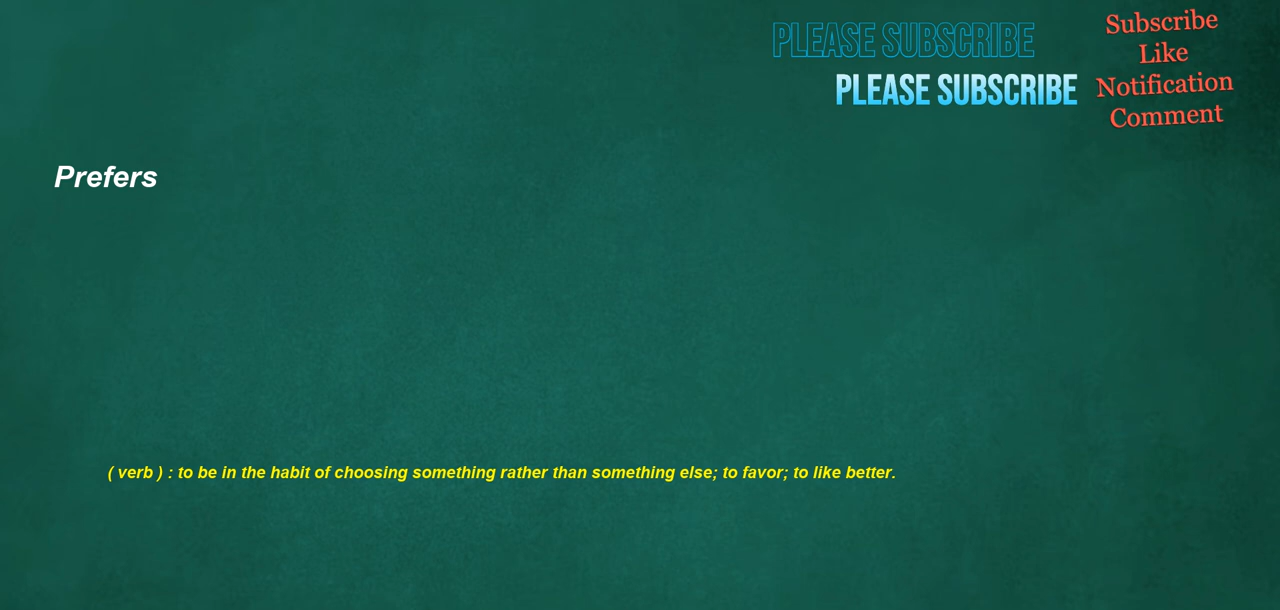 PLEASE SUBSCRIBE
PLEASE SUBSCRIBE
Subscribe
Like
Notification
Comment
Prefers
( verb ) : to be in the habit of choosing something rather than something else; to favor; to like better.